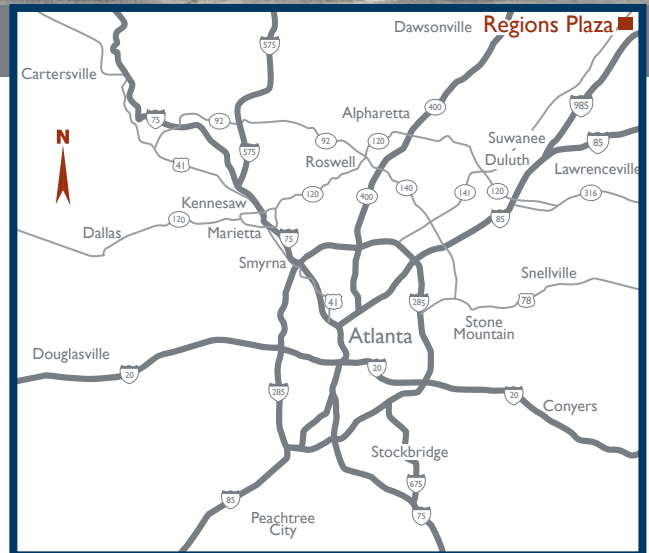 Dawsonville
Regions Plaza
575
Cartersville
985
400
Alpharetta
75
92
N
92
120
Suwanee
85
575
Roswell
Duluth
41
Lawrenceville
140
120
400
141
120
316
Kennesaw
120
Dallas
Marietta
85
75
Smyrna
Snellville
41
285
78
Stone
Mountain
Atlanta
Douglasville
20
20
285
20
Conyers
Stockbridge
675
85
75
Peachtree
City